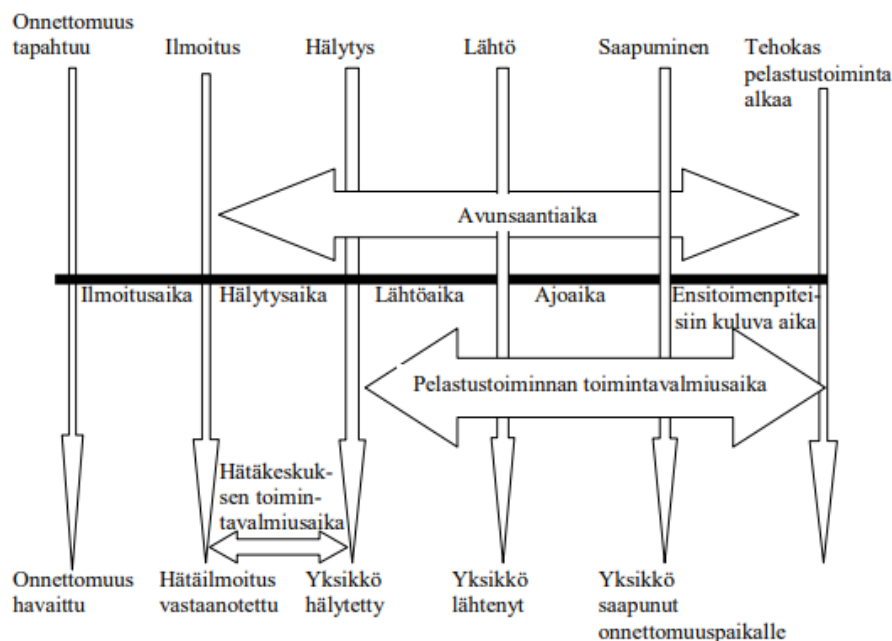 Onnettomuus
tapahtuu
Ilmoitus
Hälytys
Lähtö
Saapuminen
Tehokas
pelastustoiminta
alkaa
Avunsaantiaika
Ilmoitusaika
Hälytysaika
Lähtöaika
Ajoaika
Ensitoimenpitei-
siin kuluva aika
Pelastustoiminnan toimintavalmiusaika
Hätäkeskuk-
sen toimin-
tavalmiusaika
Onnettomuus
havaittu
Hätäilmoitus
vastaanotettu
Yksikkö
hälytetty
Yksikkö
lähtenyt
Yksikkö
saapunut
onnettomuuspaikalle